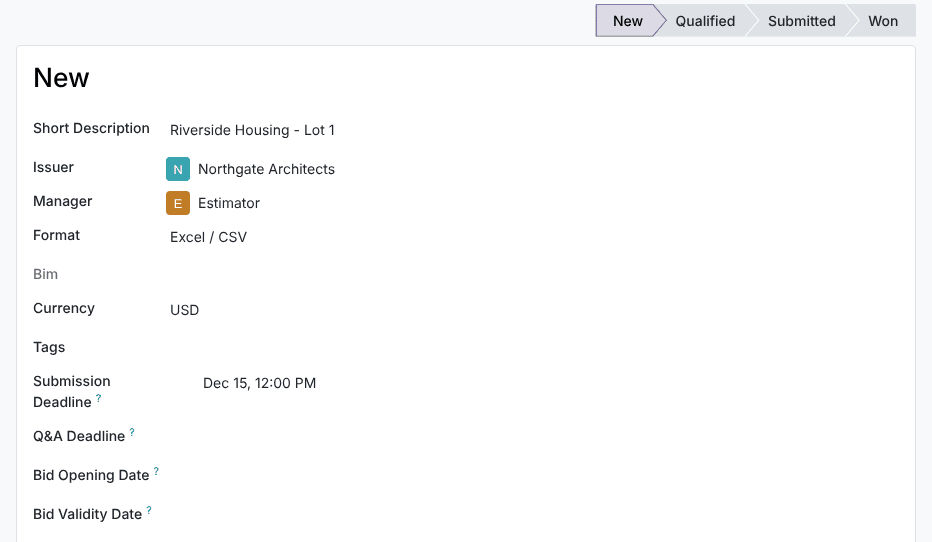 New Qualified Submitted Won
New
Short Description Riverside Housing - Lot 1
Issuer N Northgate Architects
Manager E Estimator
Format Excel / CSV
Bim
Currency USD
Tags
Submission Dec 15, 12:00 PM
Deadline ?
Q&A Deadline ?
Bid Opening Date ?
Bid Validity Date ?